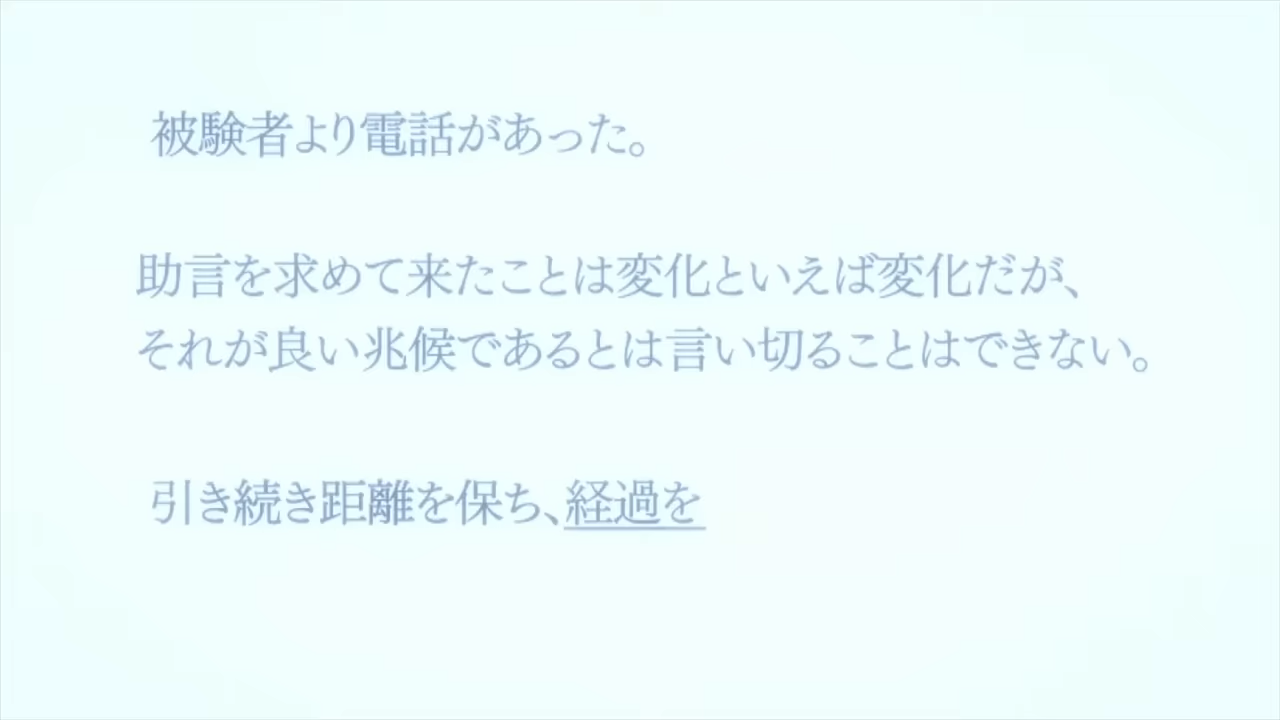 被験者より電話があった。
助言を求めて来たことは変化といえば変化だが、
それが良い兆候であるとは言い切ることはできない。
引き続き距離を保ち、経過を